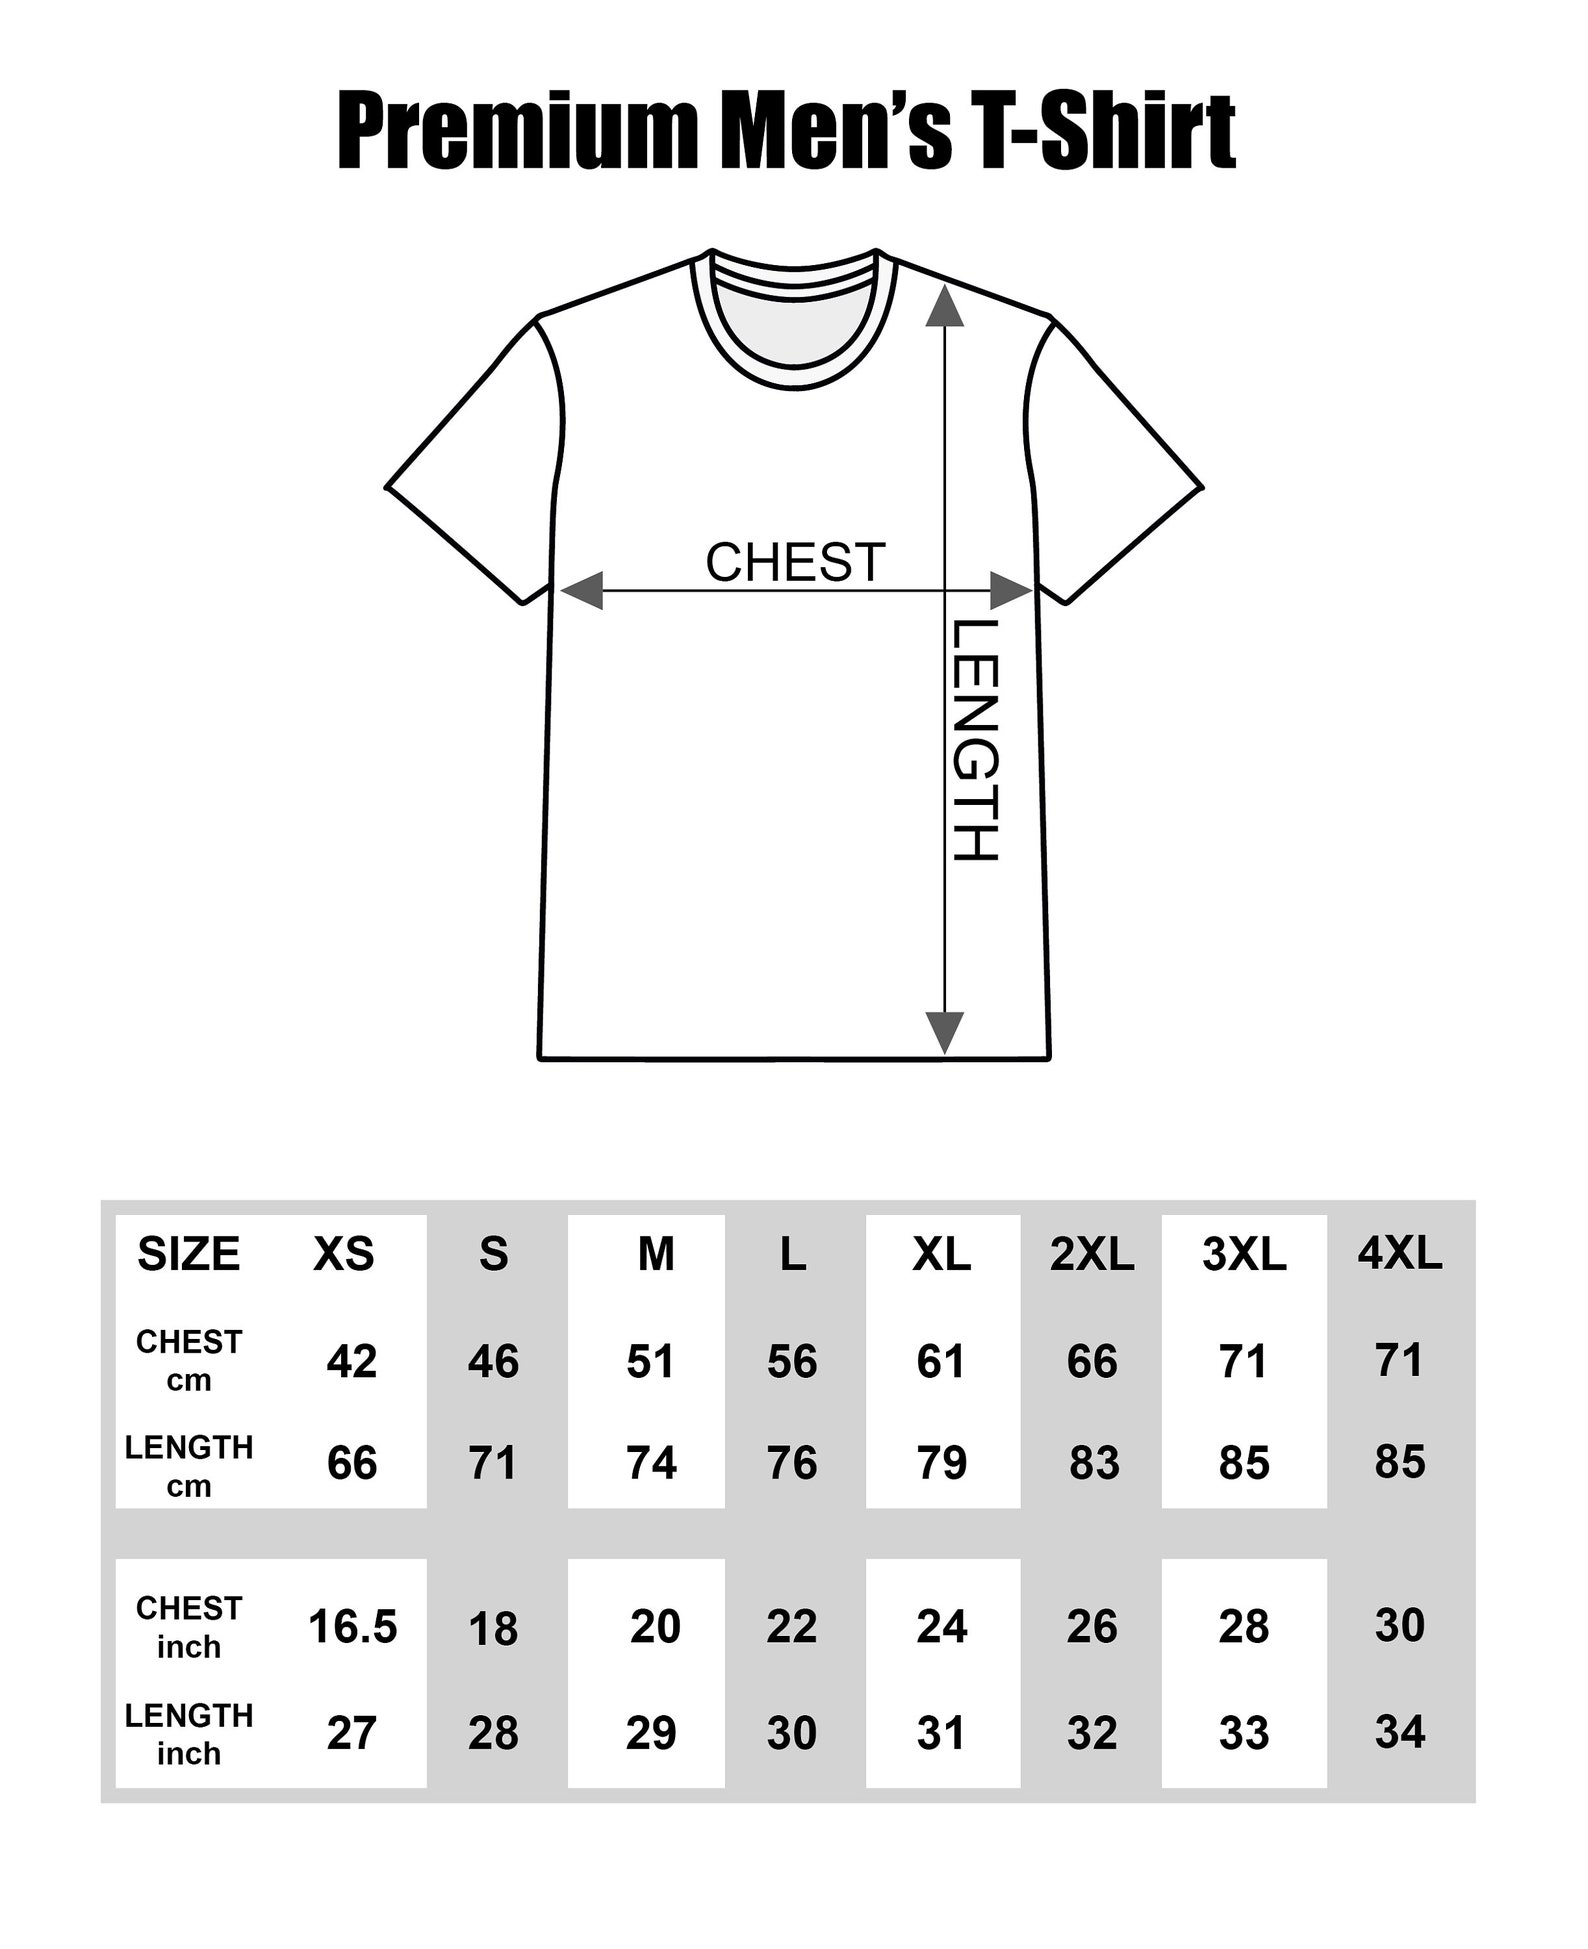 Premium Men's T-Shirt
CHEST
LENGTH
SIZE XS S M L XL 2XL 3XL 4XL
CHEST
cm 42 46 51 56 61 66 71 71
LENGTH
cm 66 71 74 76 79 83 85 85
CHEST
inch 16.5 18 20 22 24 26 28 30
LENGTH
inch 27 28 29 30 31 32 33 34